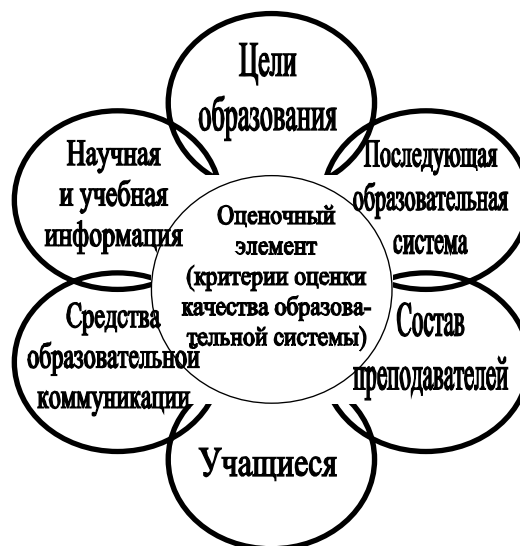 Цели
образования
Научная
и учебная
информация
Последующая
образовательная
система
Оценочный
элемент
(критерии оценки
качества образова-
тельной системы)
Средства
образовательной
коммуникации
Состав
преподавателей
Учащиеся